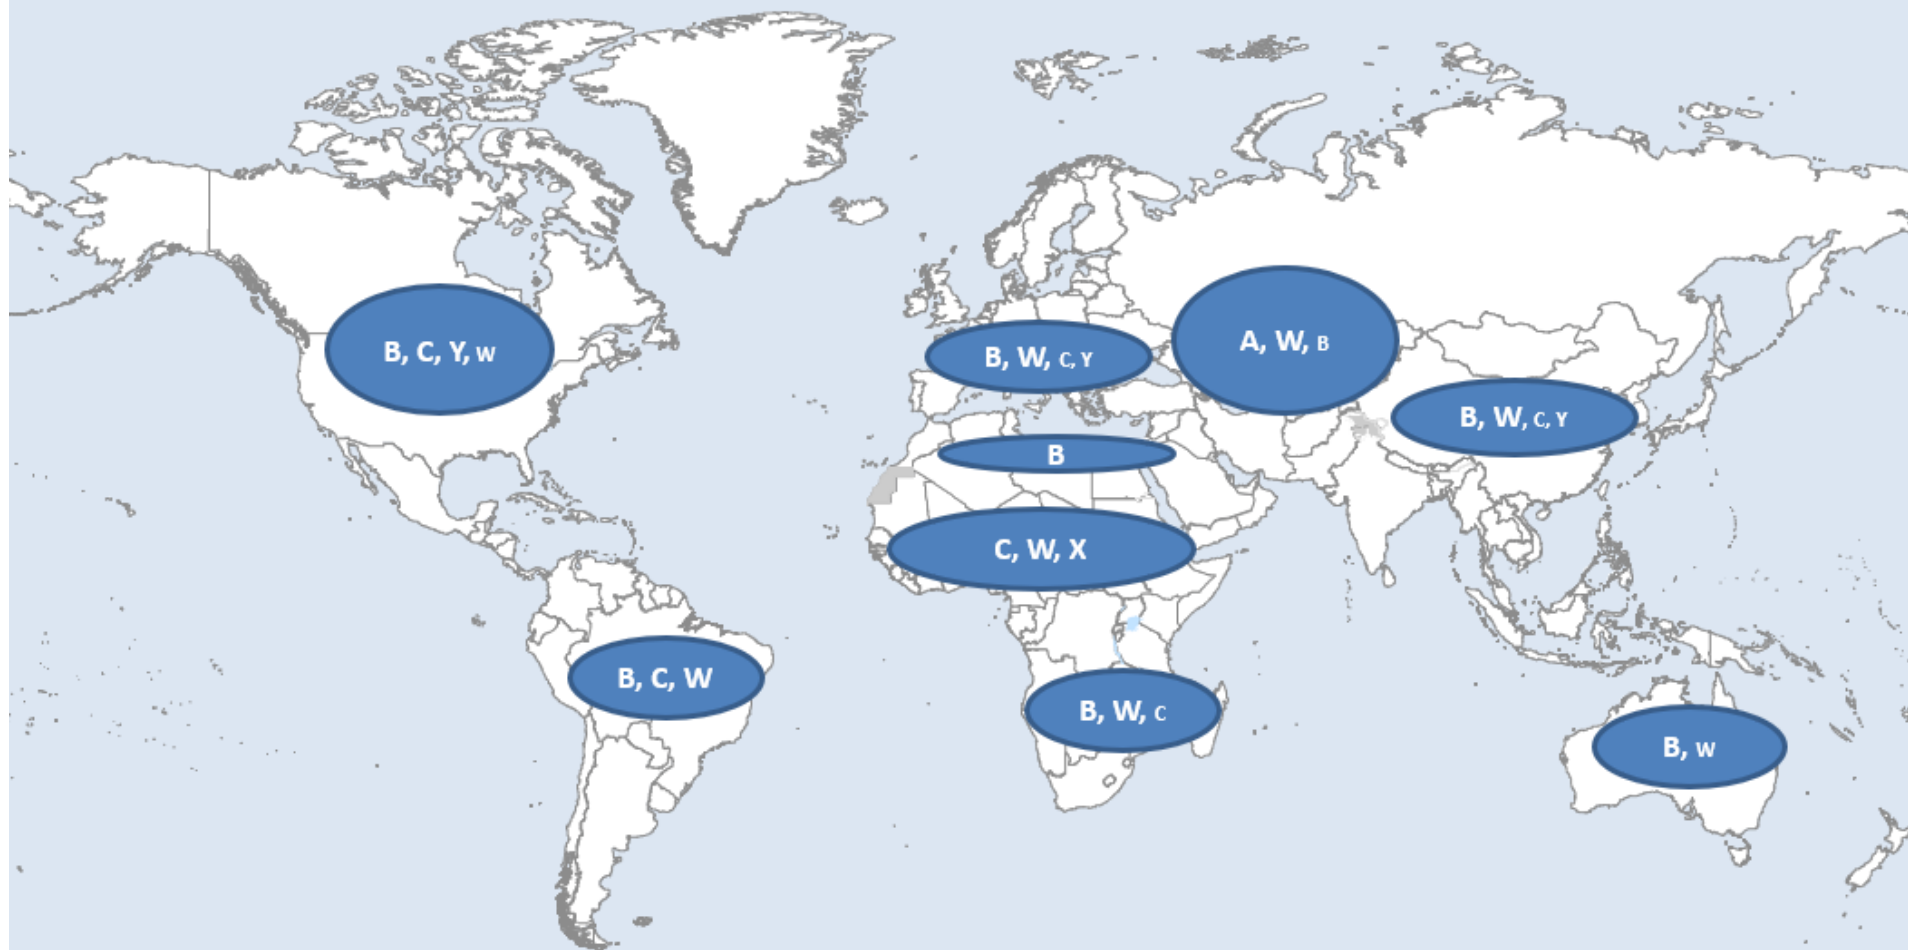 B, C, Y, W
B, W, C, Y
A, W, B
B, W, C, Y
B
C, W, X
B, C, W
B, W, C
B, W